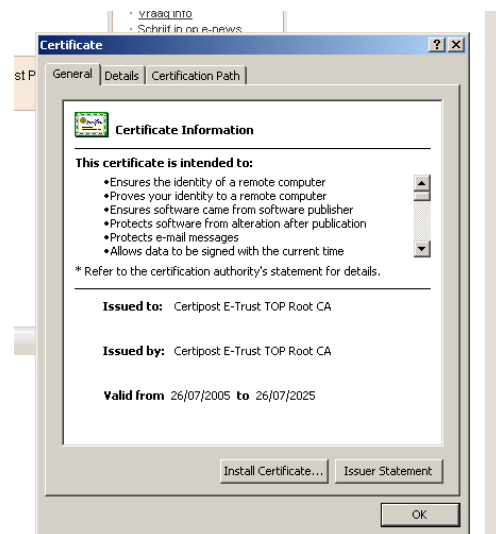 · Vraag info
· Schrijf in op e-news
Certificate
st P
General Details Certification Path
Certificate Information
This certificate is intended to:
•Ensures the identity of a remote computer
•Proves your identity to a remote computer
•Ensures software came from software publisher
•Protects software from alteration after publication
•Protects e-mail messages
•Allows data to be signed with the current time
* Refer to the certification authority's statement for details.
Issued to: Certipost E-Trust TOP Root CA
Issued by: Certipost E-Trust TOP Root CA
Valid from 26/07/2005 to 26/07/2025
Install Certificate... Issuer Statement
OK